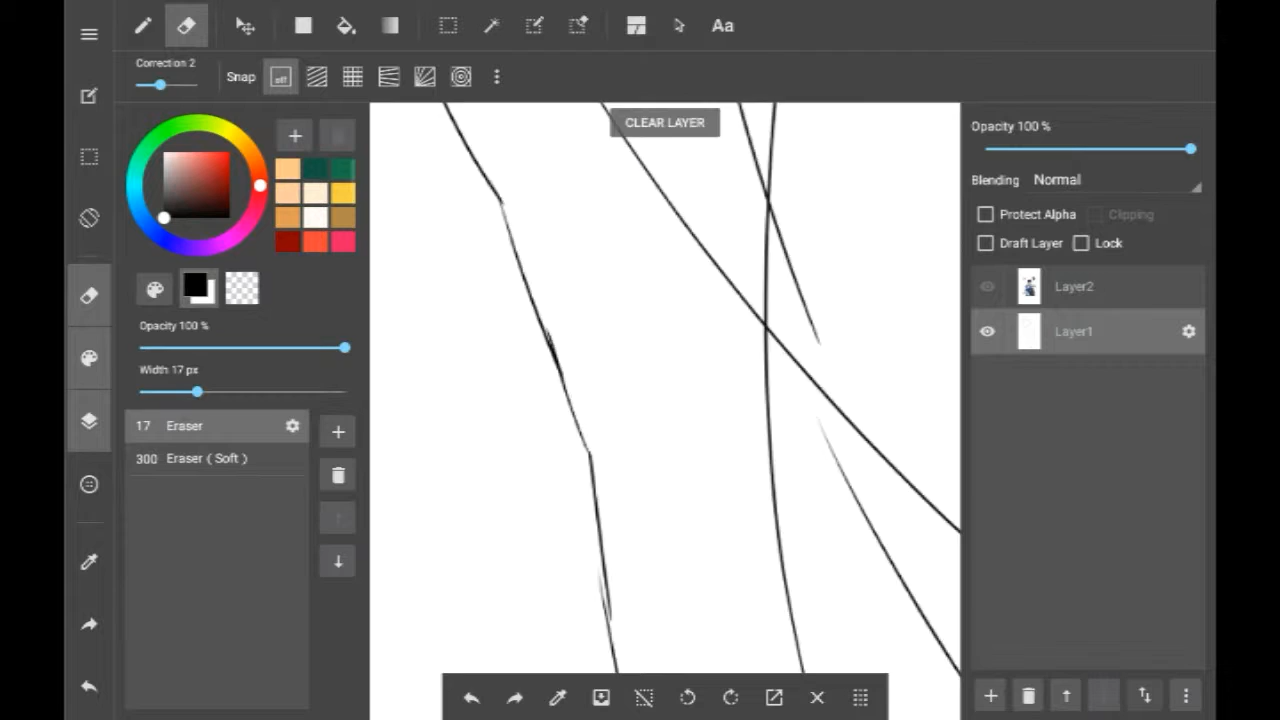 Aa
Correction 2
Snap
off
CLEAR LAYER
Opacity 100 %
Blending Normal
Protect Alpha
Clipping
Draft Layer
Lock
Layer2
Layer1
Opacity 100 %
Width 17 px
17 Eraser
300 Eraser ( Soft )